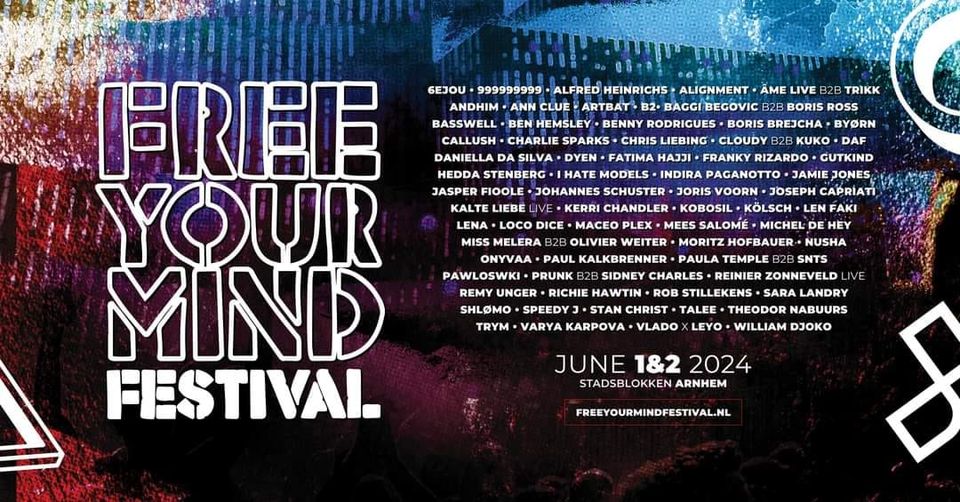 FREE
YOUR
MIND
FESTIVAL
6EJOU • 999999999 • ALFRED HEINRICHS • ALIGNMENT • ÂME LIVE B2B TRIKK
ANDHIM • ANN CLUE • ARTBAT • B2• BAGGI BEGOVIC B2B BORIS ROSS
BASSWELL • BEN HEMSLEY • BENNY RODRIGUES • BORIS BREJCHA • BYØRN
CALLUSH • CHARLIE SPARKS • CHRIS LIEBING • CLOUDY B2B KUKO • DAF
DANIELLA DA SILVA • DYEN • FATIMA HAJJI • FRANKY RIZARDO • GUTKIND
HEDDA STENBERG • I HATE MODELS • INDIRA PAGANOTTO • JAMIE JONES
JASPER FIOOLE • JOHANNES SCHUSTER • JORIS VOORN • JOSEPH CAPRIATI
KALTE LIEBE LIVE • KERRI CHANDLER • KOBOSIL • KÖLSCH • LEN FAKI
LENA • LOCO DICE • MACEO PLEX • MEES SALOMÉ • MICHEL DE HEY
MISS MELERA B2B OLIVIER WEITER • MORITZ HOFBAUER • NUSHA
ONYVAA • PAUL KALKBRENNER • PAULA TEMPLE B2B SNTS
PAWLOSWKI • PRUNK B2B SIDNEY CHARLES • REINIER ZONNEVELD LIVE
REMY UNGER • RICHIE HAWTIN • ROB STILLEKENS • SARA LANDRY
SHLØMO • SPEEDY J • STAN CHRIST • TALEE • THEODOR NABUURS
TRYM • VARYA KARPOVA • VLADO X LEYO • WILLIAM DJOKO
JUNE 1&2 2024
STADSBLOKKEN ARNHEM
FREEYOURMINDFESTIVAL.NL